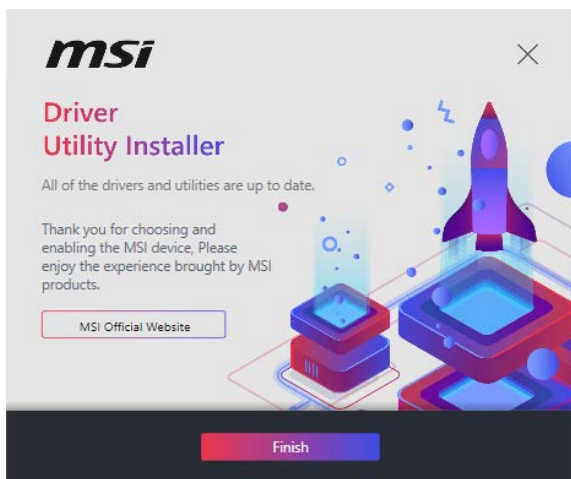 msi
Driver
Utility Installer
All of the drivers and utilities are up to date.
Thank you for choosing and
enabling the MSI device, Please
enjoy the experience brought by MSI
products.
MSI Official Website
Finish